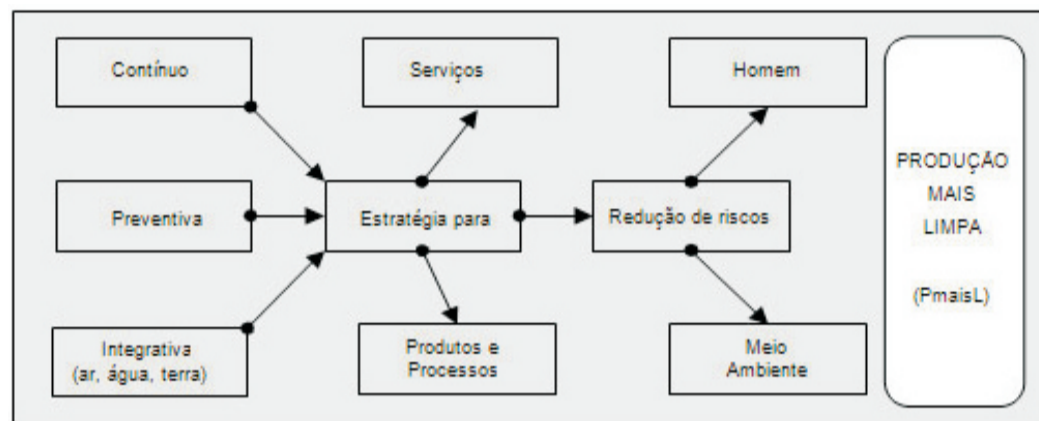 Contínuo
Serviços
Homem
Preventiva
Estratégia para
Redução de riscos
Integrativa
(ar, água, terra)
Produtos e
Processos
Meio
Ambiente
PRODUÇÃO
MAIS
LIMPA
(PmaisL)